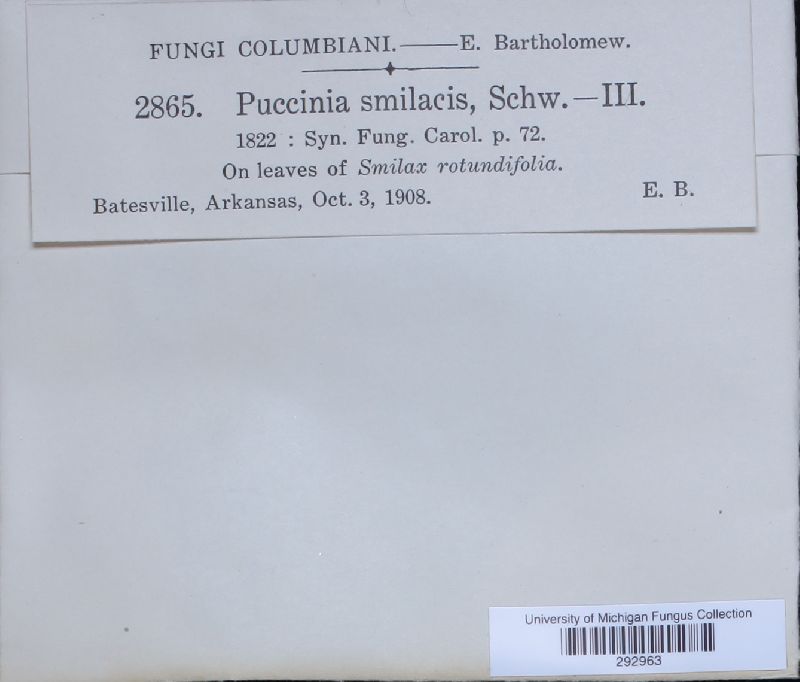 FUNGI COLUMBIANI.——E. Bartholomew.
2865. Puccinia smilacis, Schw.—III.
1822 : Syn. Fung. Carol. p. 72.
On leaves of Smilax rotundifolia.
Batesville, Arkansas, Oct. 3, 1908. E. B.
University of Michigan Fungus Collection
292963